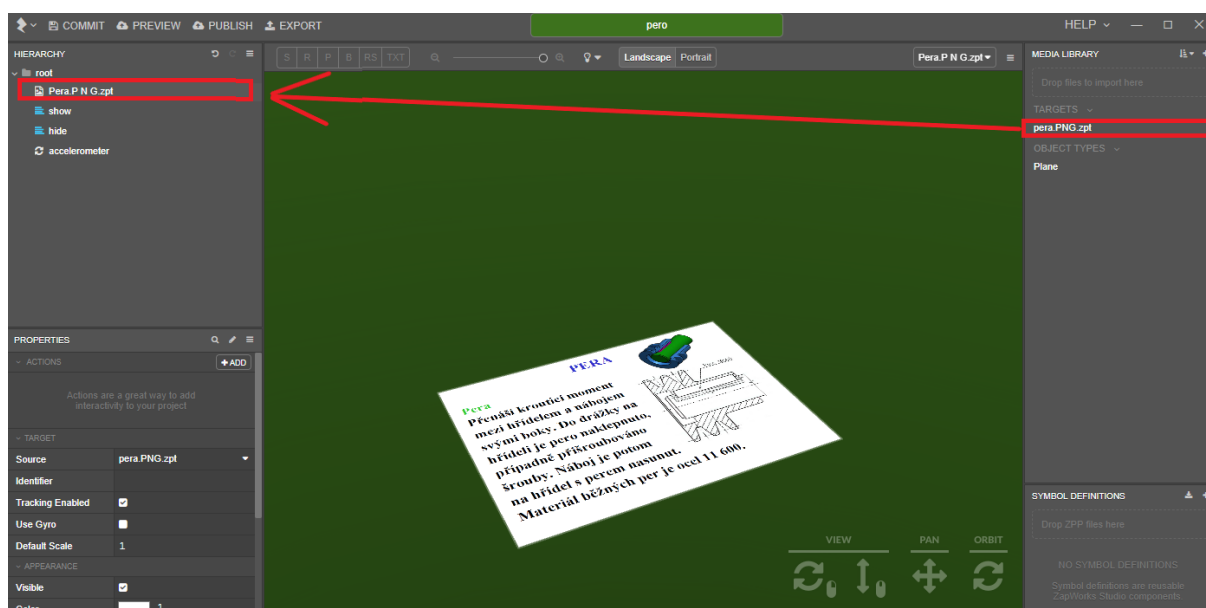 COMMIT PREVIEW PUBLISH EXPORT
pero
HELP
HIERARCHY
root
Pera.P N G.zpt
show
hide
accelerometer
S R P B RS TXT
Landscape Portrait
Pera.P N G.zpt
MEDIA LIBRARY
Drop files to import here
TARGETS
pera.PNG.zpt
OBJECT TYPES
Plane
PERA
Pera
Přenáší krouticí moment
mezi hřídelem a nábojem
svými boky. Do drážky na
hřídeli je pero naklepnuto,
případně přišroubováno
šrouby. Náboj je potom
na hřídel s perem nasunut.
Materiál běžných per je ocel 11 600.
PROPERTIES
ACTIONS
+ ADD
Actions are a great way to add
interactivity to your project
TARGET
Source pera.PNG.zpt
Identifier
Tracking Enabled
Use Gyro
Default Scale 1
APPEARANCE
Visible
Color 1
VIEW PAN ORBIT
SYMBOL DEFINITIONS
Drop ZPP files here
NO SYMBOL DEFINITIONS
Symbol definitions are reusable
ZapWorks Studio components.